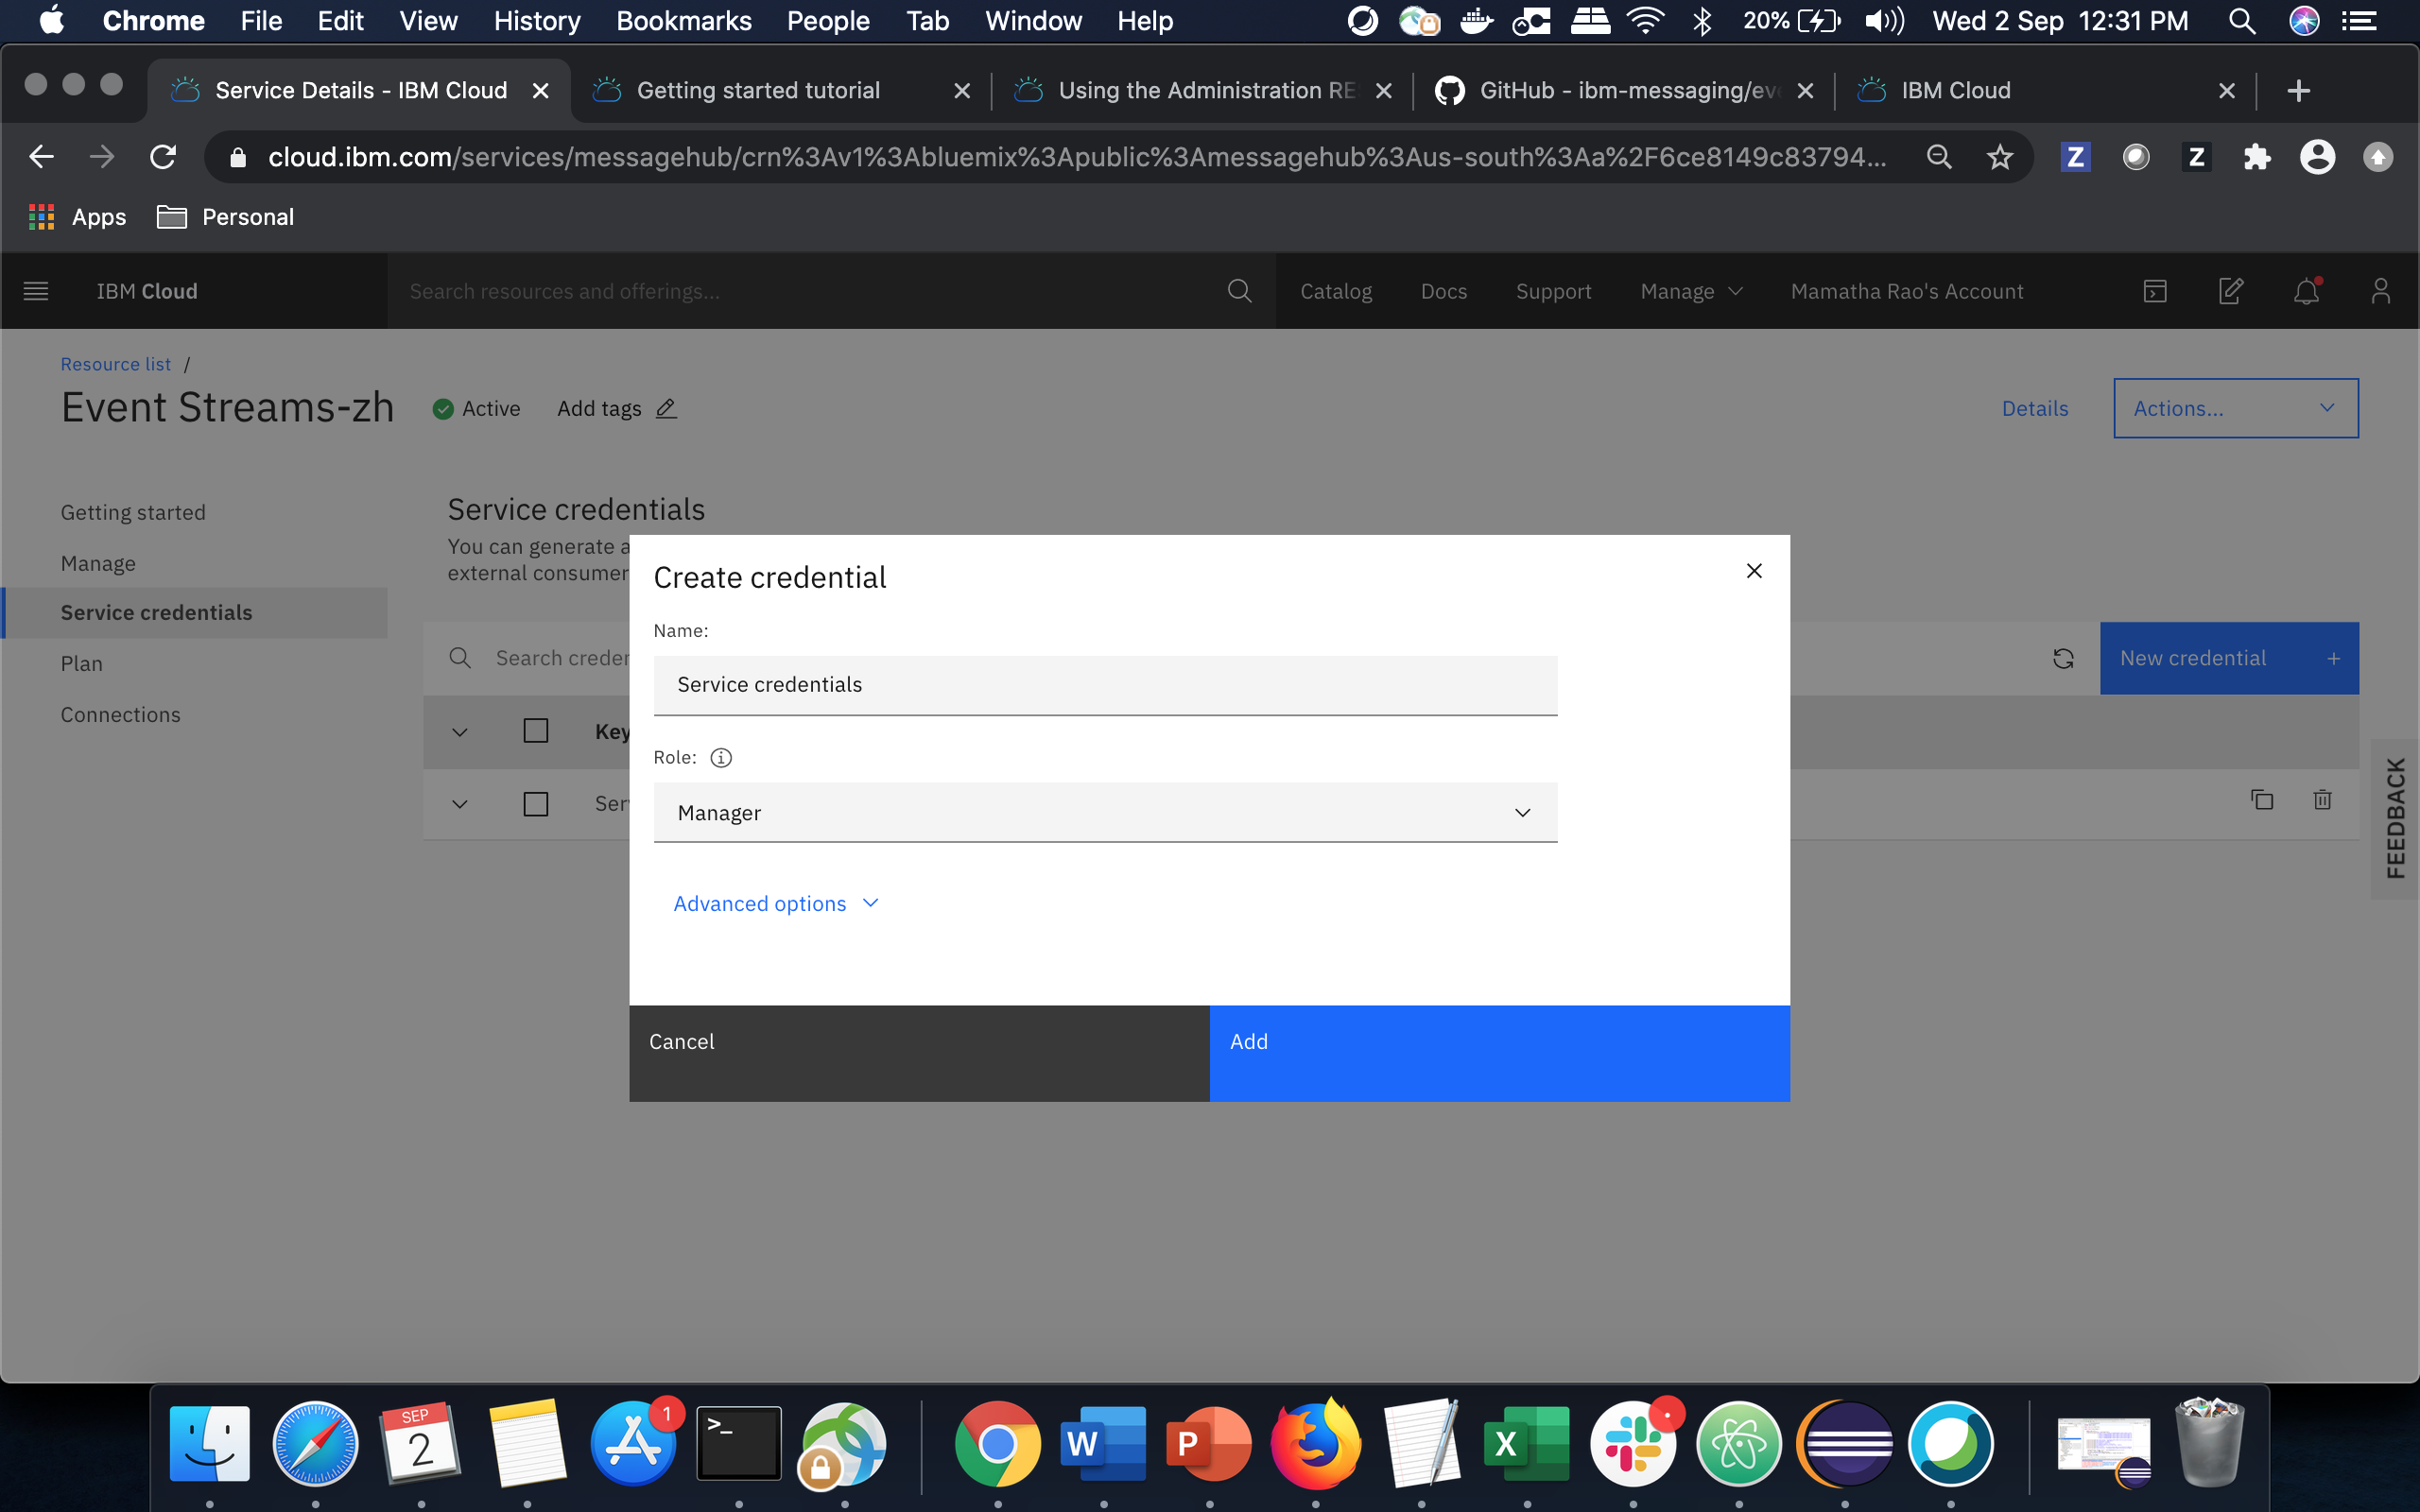 Chrome File Edit View History Bookmarks People Tab Window Help 20% Wed 2 Sep 12:31 PM
Service Details - IBM Cloud Getting started tutorial Using the Administration RE GitHub - ibm-messaging/eve IBM Cloud
cloud.ibm.com/services/messagehub/crn%3Av1%3Abluemix%3Apublic%3Amessagehub%3Aus-south%3Aa%2F6ce8149c83794...
Apps Personal
IBM Cloud Search resources and offerings... Catalog Docs Support Manage Mamatha Rao's Account
Resource list /
Event Streams-zh Active Add tags Details Actions...
Getting started
Manage
Service credentials
Plan
Connections
Service credentials
You can generate a
external consumer
Search creden
New credential +
Key
Ser
Create credential
Name:
Service credentials
Role:
Manager
Advanced options
Cancel Add
FEEDBACK
SEP
2
1
>_
W P X